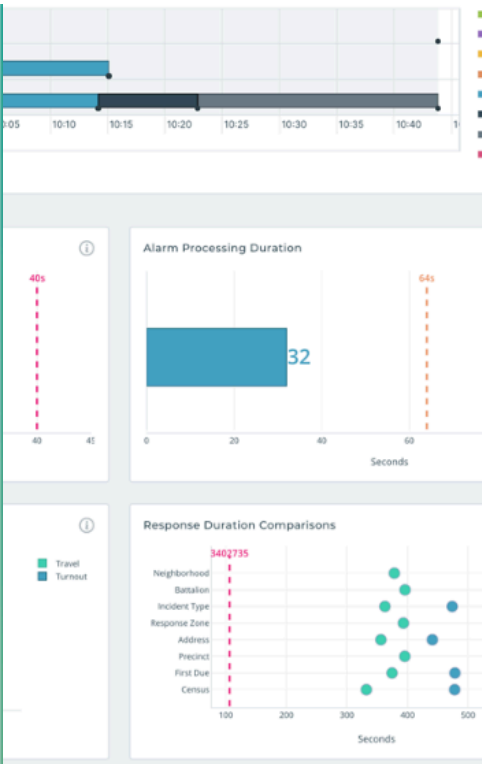 0:05 10:10 10:15 10:20 10:25 10:30 10:35 10:40
Alarm Processing Duration
40s
64s
32
40 45
0 20 40 60
Seconds
Response Duration Comparisons
Travel
Turnout
3402735
Neighborhood
Battalion
Incident Type
Response Zone
Address
Precinct
First Due
Census
100 200 300 400 500
Seconds